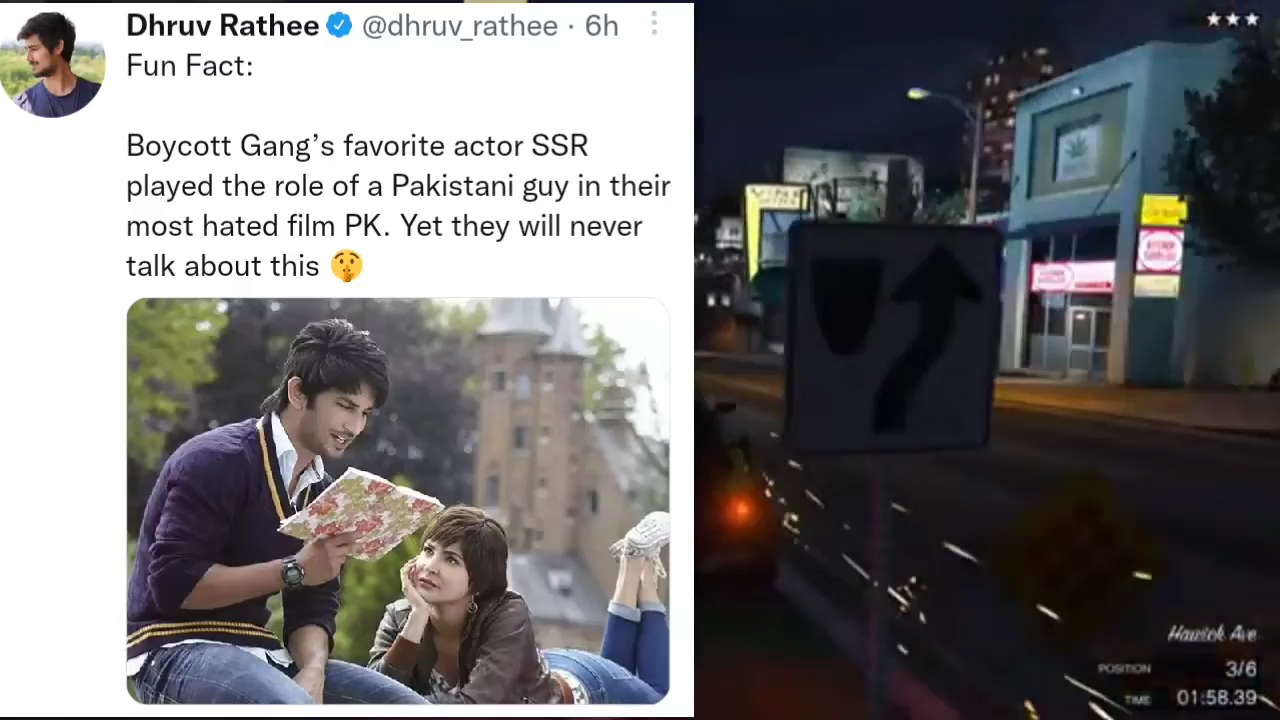 Dhruv Rathee @dhruv_rathee · 6h
Fun Fact:
Boycott Gang’s favorite actor SSR
played the role of a Pakistani guy in their
most hated film PK. Yet they will never
talk about this 🤫
Hawick Ave
POSITION 3/6
TIME 01:58.39